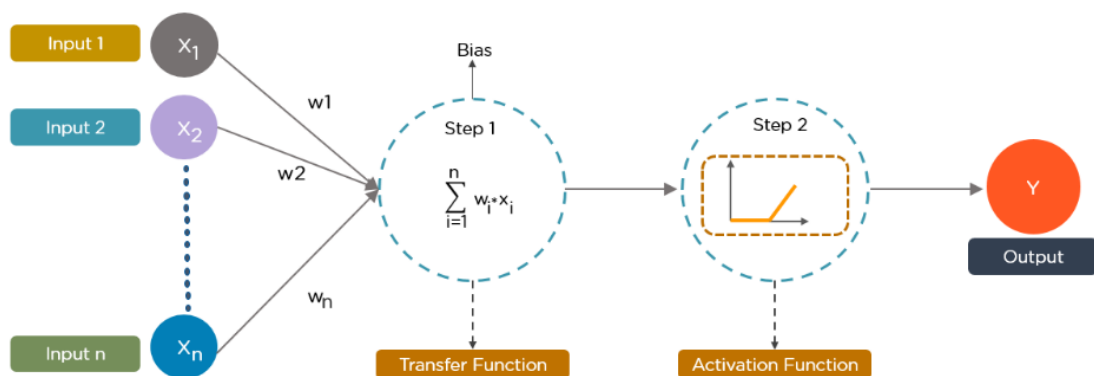 Input 1
X1
Input 2
X2
Input n
Xn
w1
w2
wn
Bias
Step 1
n
∑ wi*xi
i=1
Transfer Function
Step 2
Activation Function
Y
Output